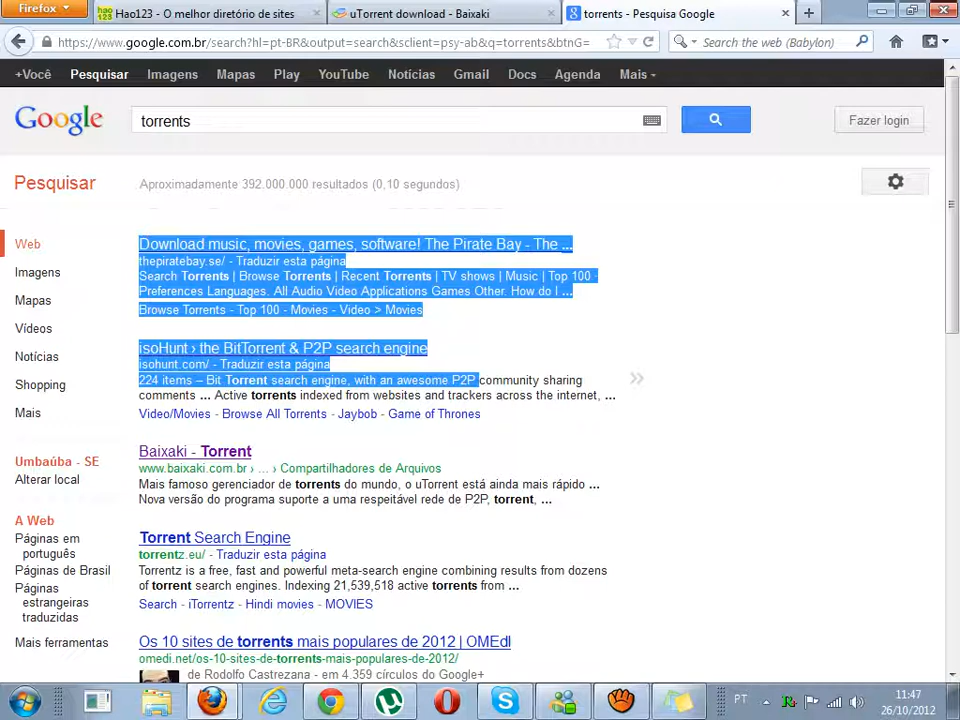 Firefox
Hao123 - O melhor diretório de sites
uTorrent download - Baixaki
torrents - Pesquisa Google
https://www.google.com.br/search?hl=pt-BR&output=search&sclient=psy-ab&q=torrents&btnG=
Search the web (Babylon)
+Você Pesquisar Imagens Mapas Play YouTube Notícias Gmail Docs Agenda Mais
Google
torrents
Fazer login
Pesquisar
Aproximadamente 392.000.000 resultados (0,10 segundos)
Web
Imagens
Mapas
Vídeos
Notícias
Shopping
Mais
Umbaúba - SE
Alterar local
A Web
Páginas em
português
Páginas de Brasil
Páginas
estrangeiras
traduzidas
Mais ferramentas
Download music, movies, games, software! The Pirate Bay - The ...
thepiratebay.se/ - Traduzir esta página
Search Torrents | Browse Torrents | Recent Torrents | TV shows | Music | Top 100 ·
Preferences Languages. All Audio Video Applications Games Other. How do I ...
Browse Torrents - Top 100 - Movies - Video > Movies
isoHunt › the BitTorrent & P2P search engine
isohunt.com/ - Traduzir esta página
224 items – Bit Torrent search engine, with an awesome P2P community sharing
comments ... Active torrents indexed from websites and trackers across the internet, ...
Video/Movies - Browse All Torrents - Jaybob - Game of Thrones
Baixaki - Torrent
www.baixaki.com.br › ... › Compartilhadores de Arquivos
Mais famoso gerenciador de torrents do mundo, o uTorrent está ainda mais rápido ...
Nova versão do programa suporte a uma respeitável rede de P2P, torrent, ...
Torrent Search Engine
torrentz.eu/ - Traduzir esta página
Torrentz is a free, fast and powerful meta-search engine combining results from dozens
of torrent search engines. Indexing 21,539,518 active torrents from ...
Search - iTorrentz - Hindi movies - MOVIES
Os 10 sites de torrents mais populares de 2012 | OMEdI
omedi.net/os-10-sites-de-torrents-mais-populares-de-2012/
de Rodolfo Castrezana - em 4.359 círculos do Google+
PT
11:47
26/10/2012